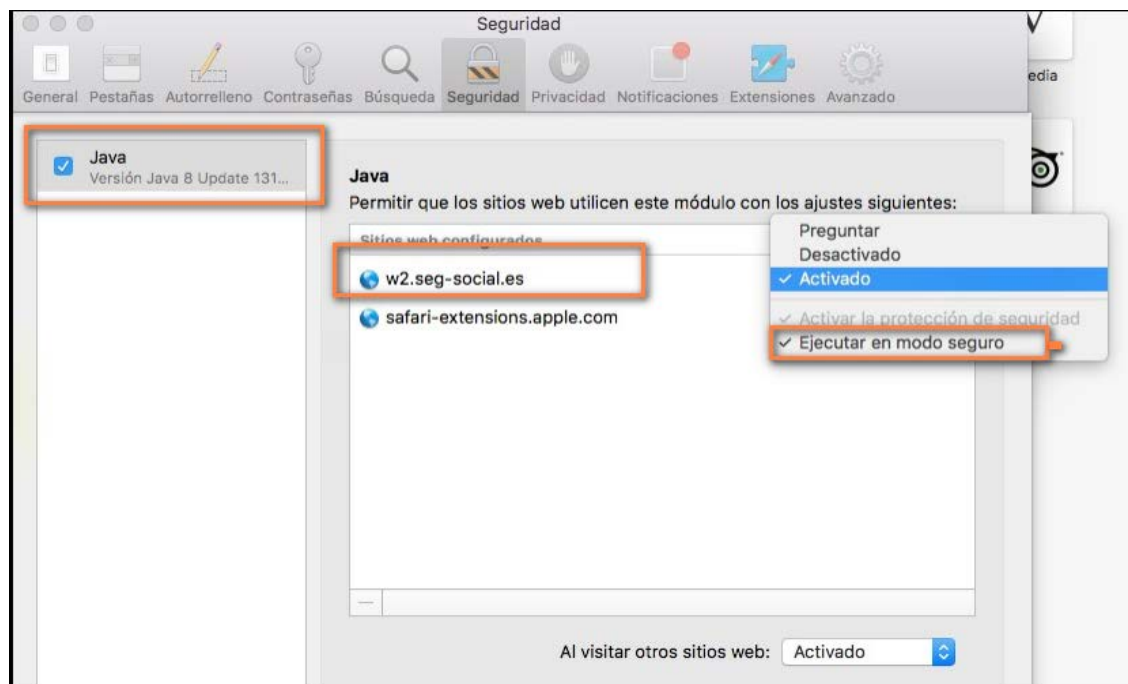 Seguridad
General Pestañas Autorrelleno Contraseñas Búsqueda Seguridad Privacidad Notificaciones Extensiones Avanzado
edia
Java
Versión Java 8 Update 131...
Java
Permitir que los sitios web utilicen este módulo con los ajustes siguientes:
Sitios web configurados
w2.seg-social.es
safari-extensions.apple.com
Preguntar
Desactivado
✓ Activado
✓ Activar la protección de seguridad
✓ Ejecutar en modo seguro
Al visitar otros sitios web: Activado